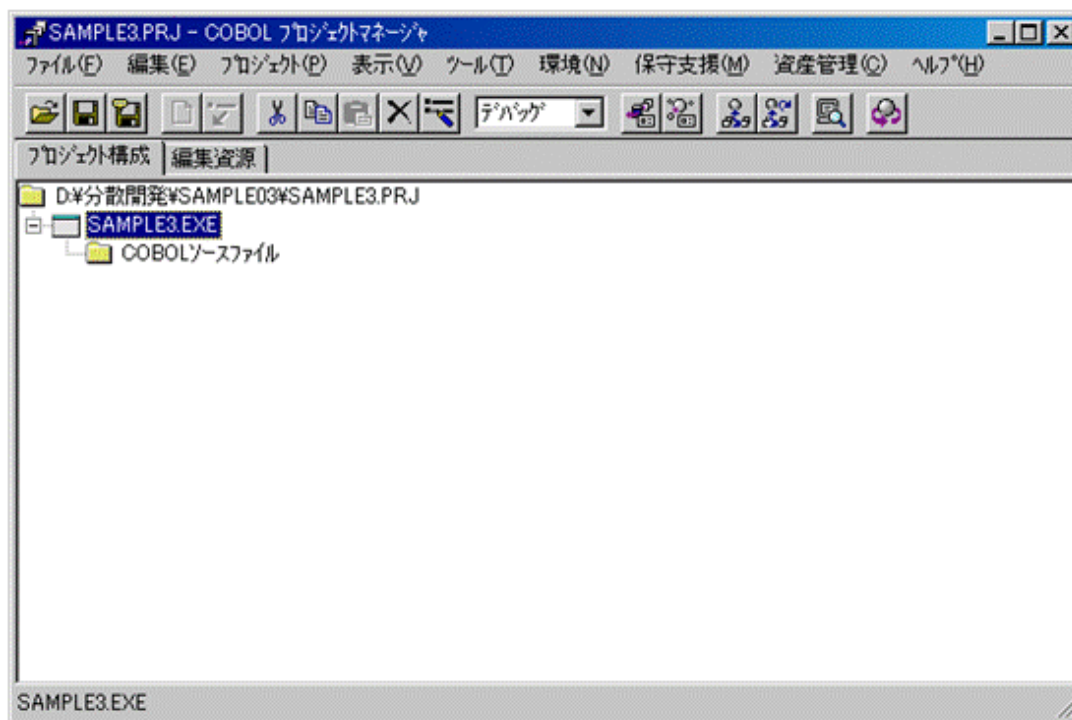 SAMPLE3.PRJ - COBOL プロジェクトマネージャ
ファイル(F) 編集(E) プロジェクト(P) 表示(V) ツール(T) 環境(N) 保守支援(M) 資産管理(C) ヘルプ(H)
デバッグ
プロジェクト構成 編集資源
D:¥分散開発¥SAMPLE03¥SAMPLE3.PRJ
SAMPLE3.EXE
COBOLソースファイル
SAMPLE3.EXE